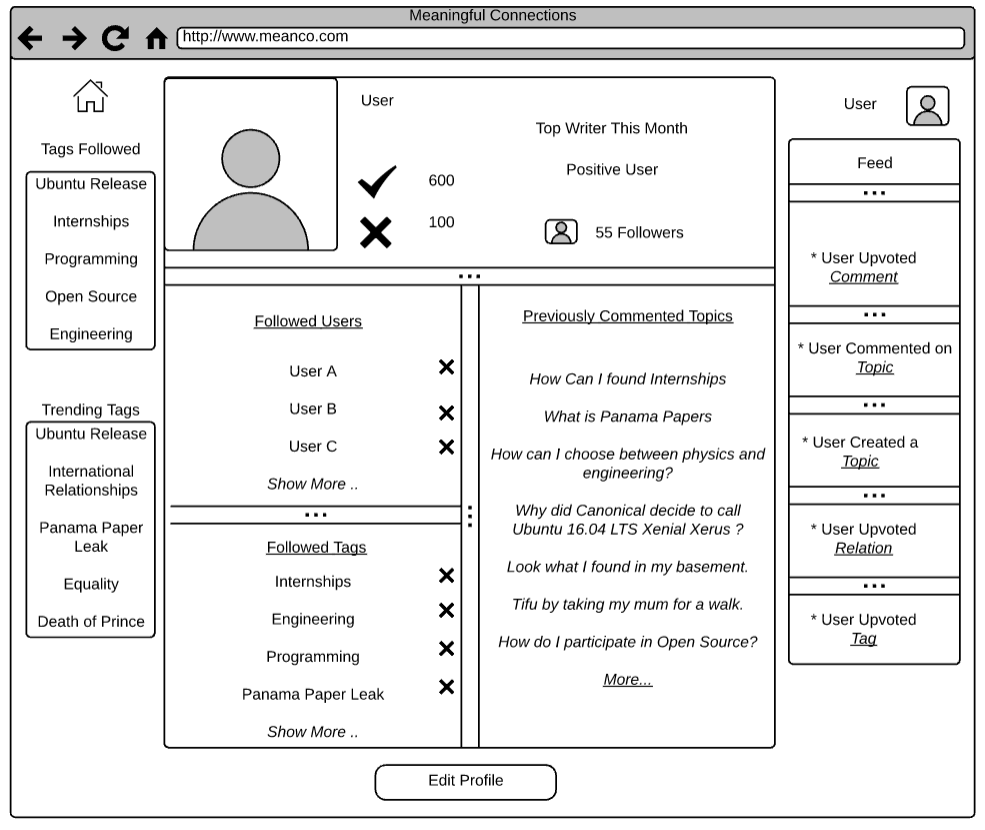 Meaningful Connections
http://www.meanco.com
Tags Followed
Ubuntu Release
Internships
Programming
Open Source
Engineering
Trending Tags
Ubuntu Release
International
Relationships
Panama Paper
Leak
Equality
Death of Prince
User
600
100
Top Writer This Month
Positive User
55 Followers
Followed Users
User A
User B
User C
Show More ..
Followed Tags
Internships
Engineering
Programming
Panama Paper Leak
Show More ..
Previously Commented Topics
How Can I found Internships
What is Panama Papers
How can I choose between physics and
engineering?
Why did Canonical decide to call
Ubuntu 16.04 LTS Xenial Xerus ?
Look what I found in my basement.
Tifu by taking my mum for a walk.
How do I participate in Open Source?
More...
Edit Profile
User
Feed
* User Upvoted
Comment
* User Commented on
Topic
* User Created a
Topic
* User Upvoted
Relation
* User Upvoted
Tag